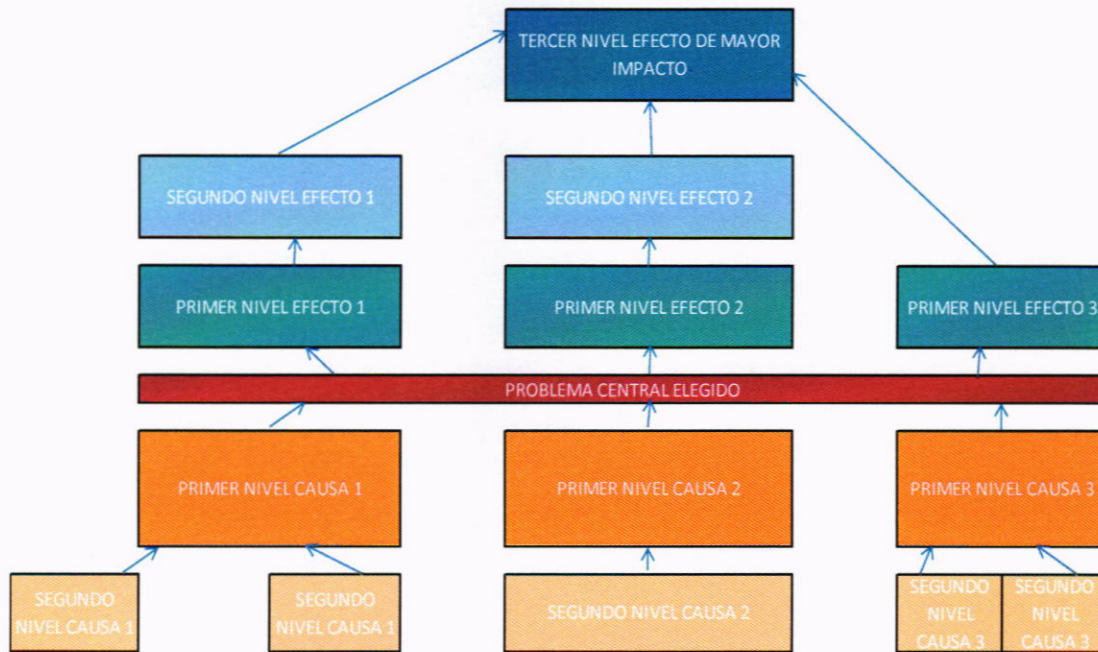 TERCER NIVEL EFECTO DE MAYOR
IMPACTO
SEGUNDO NIVEL EFECTO 1
SEGUNDO NIVEL EFECTO 2
PRIMER NIVEL EFECTO 1
PRIMER NIVEL EFECTO 2
PRIMER NIVEL EFECTO 3
PROBLEMA CENTRAL ELEGIDO
PRIMER NIVEL CAUSA 1
PRIMER NIVEL CAUSA 2
PRIMER NIVEL CAUSA 3
SEGUNDO
NIVEL CAUSA 1
SEGUNDO
NIVEL CAUSA 1
SEGUNDO NIVEL CAUSA 2
SEGUNDO
NIVEL
CAUSA 3
SEGUNDO
NIVEL
CAUSA 3